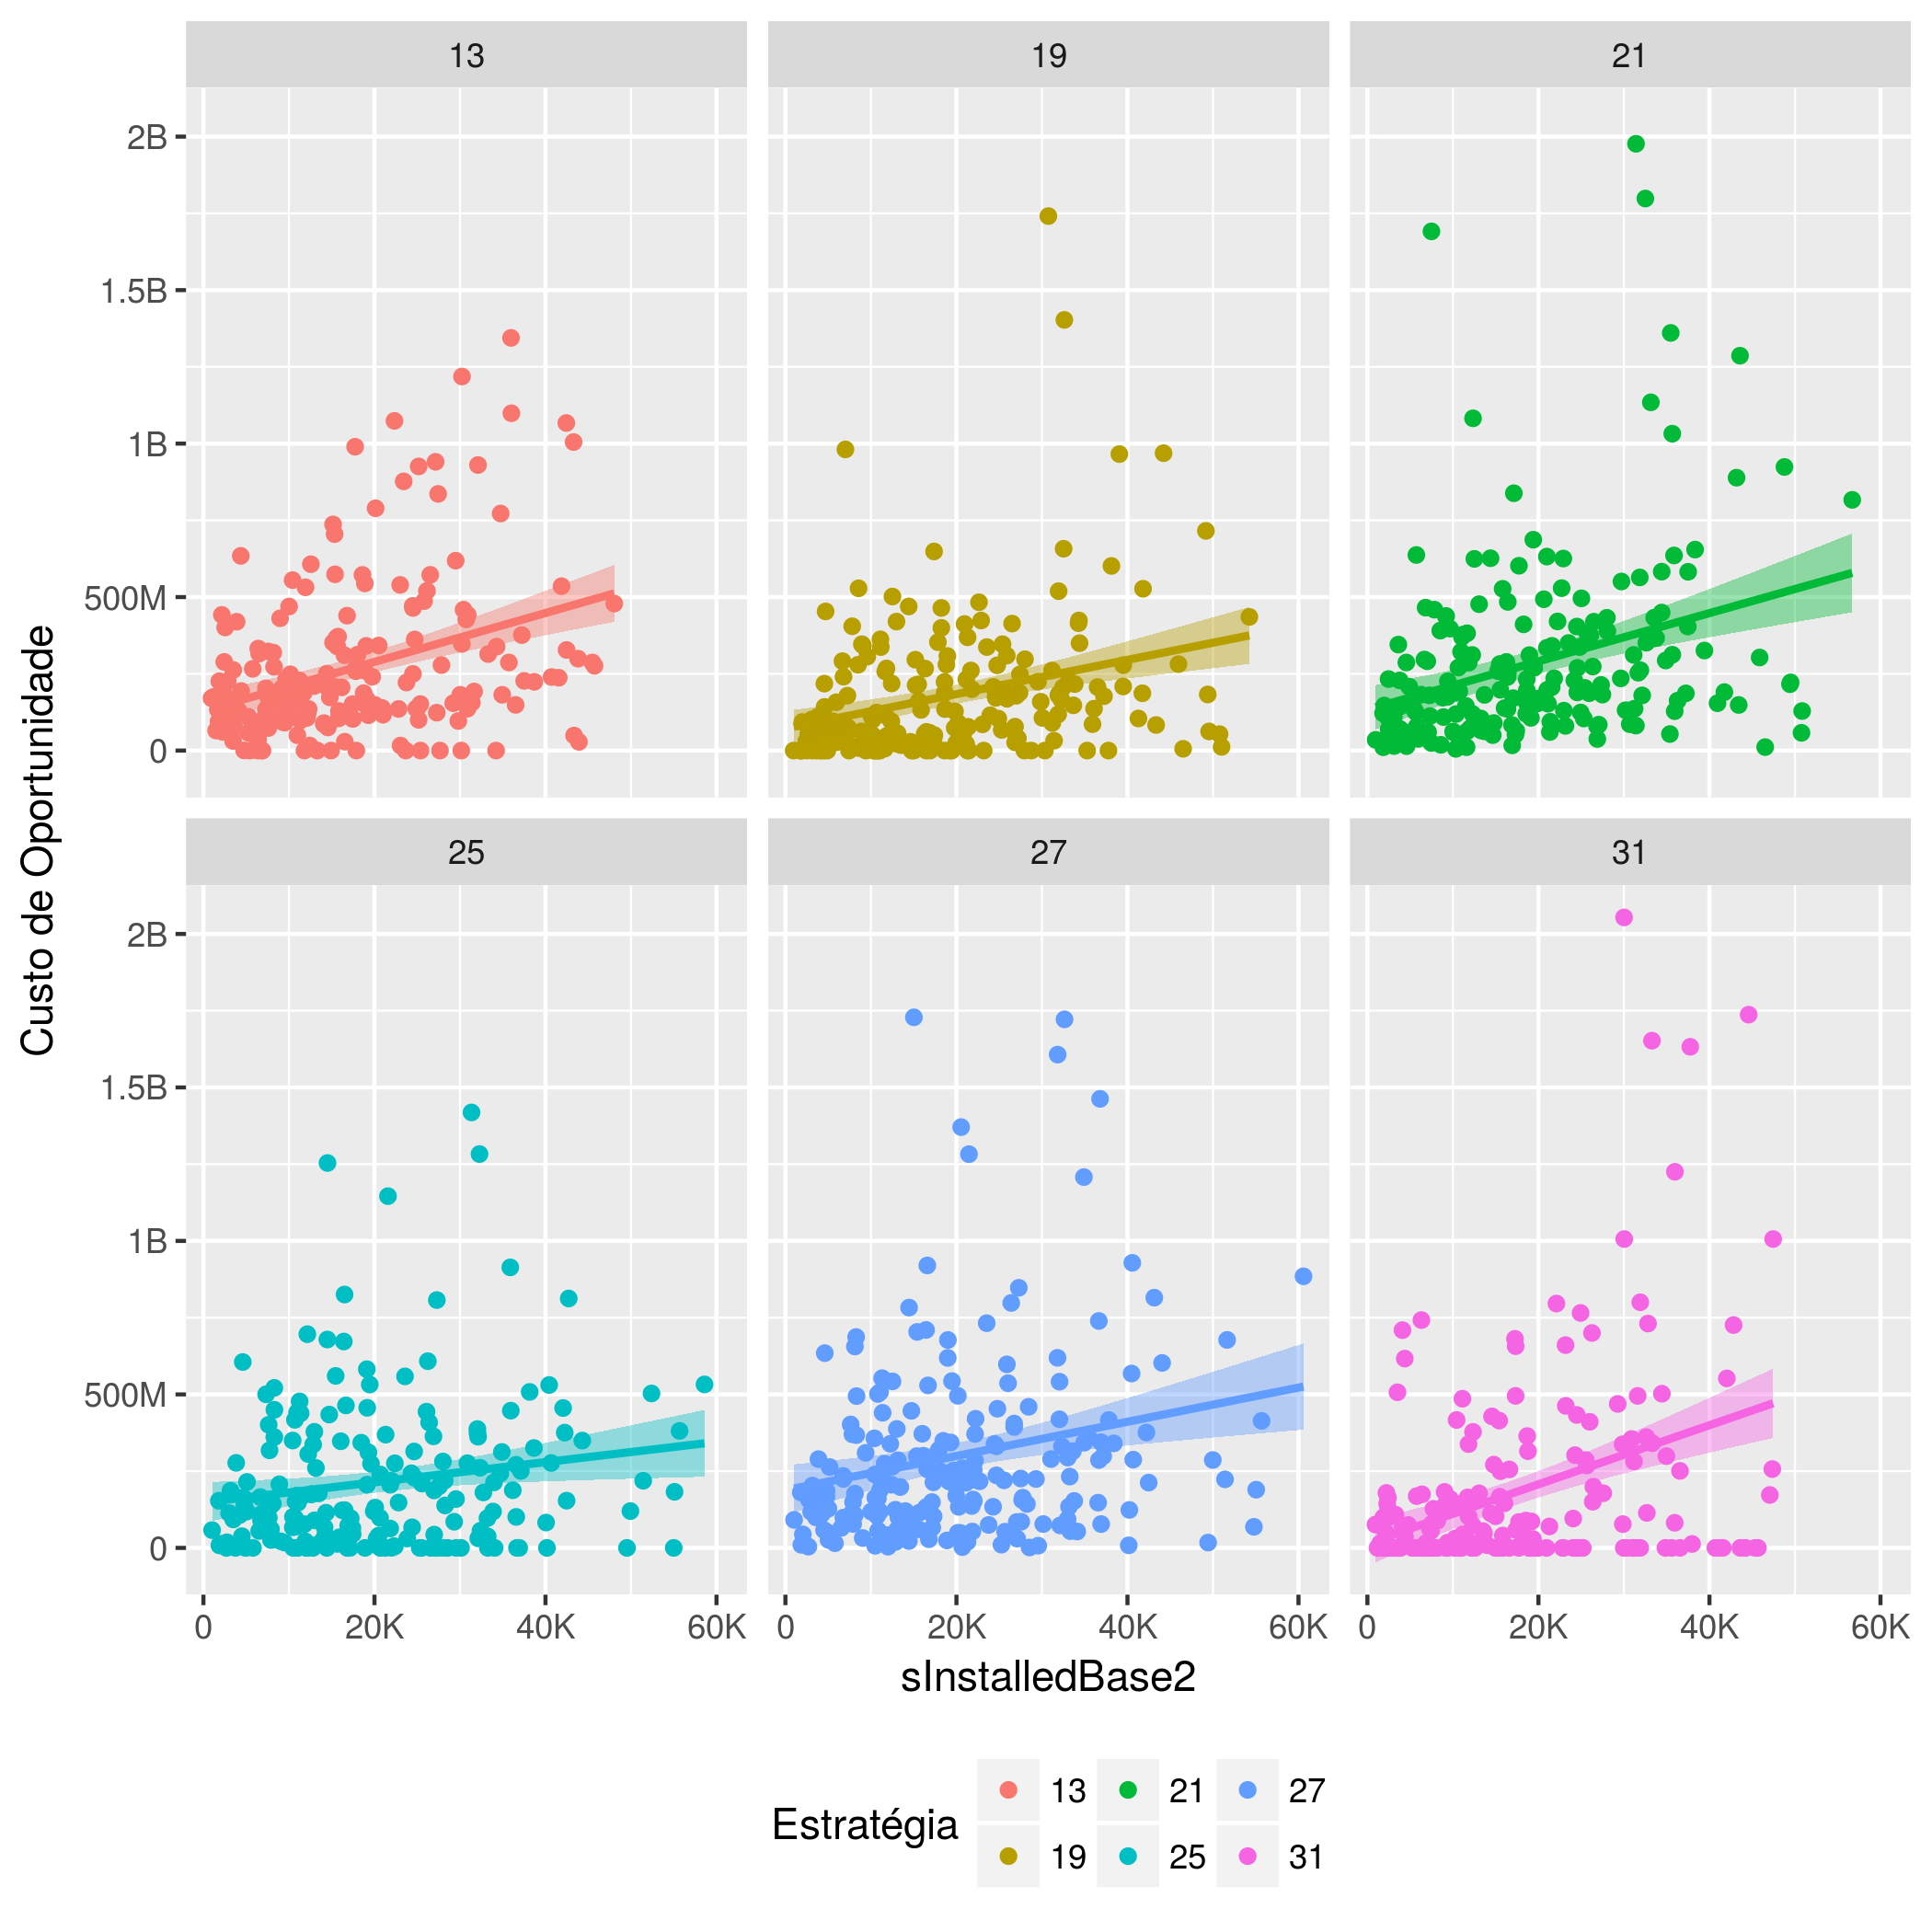 13 19 21
2B
1.5B
1B
500M
0
Custo de Oportunidade
25 27 31
2B
1.5B
1B
500M
0
0 20K 40K 60K 0 20K 40K 60K 0 20K 40K 60K
sInstalledBase2
Estratégia
13 21 27
19 25 31